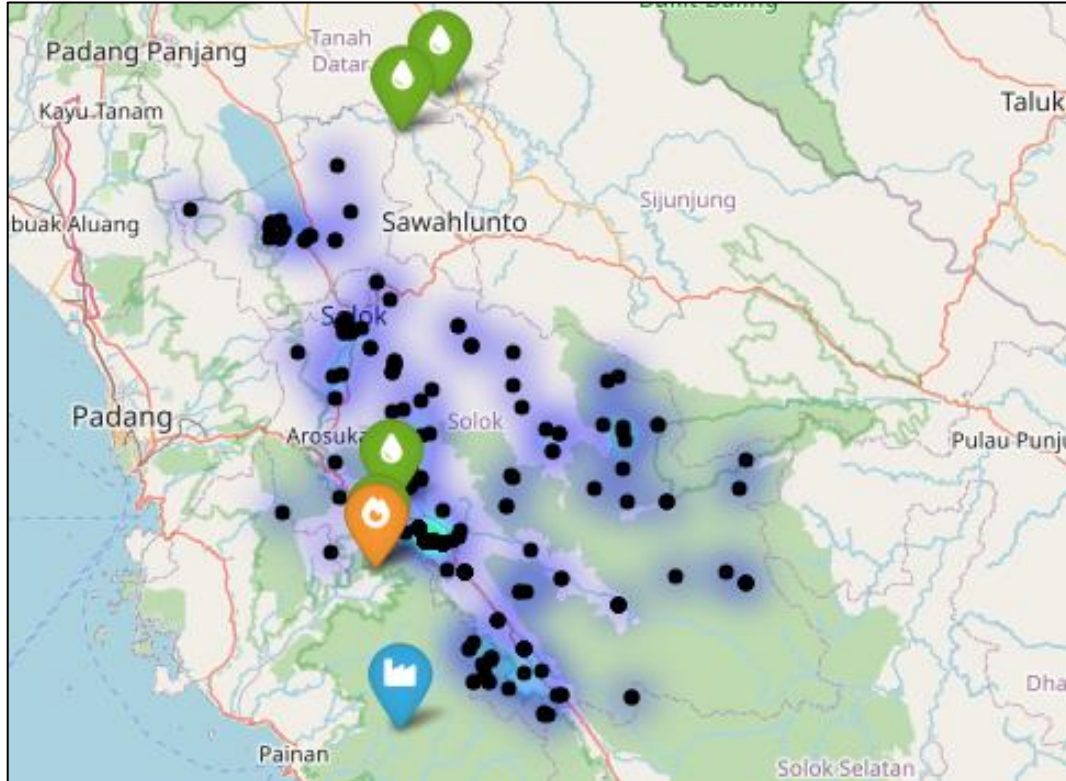 Padang Panjang
Tanah
Datar
Kayu Tanam
Taluk
Sijunjung
buak Aluang
Sawahlunto
Solok
Padang
Solok
Arosuka
Pulau Punju
Dha
Painan
Solok Selatan